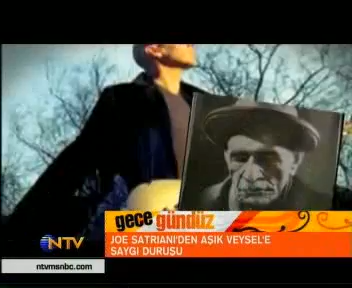 gece gündüz
NTV
JOE SATRIANI'DEN AŞIK VEYSEL'E
SAYGI DURUŞU
ntvmsnbc.com